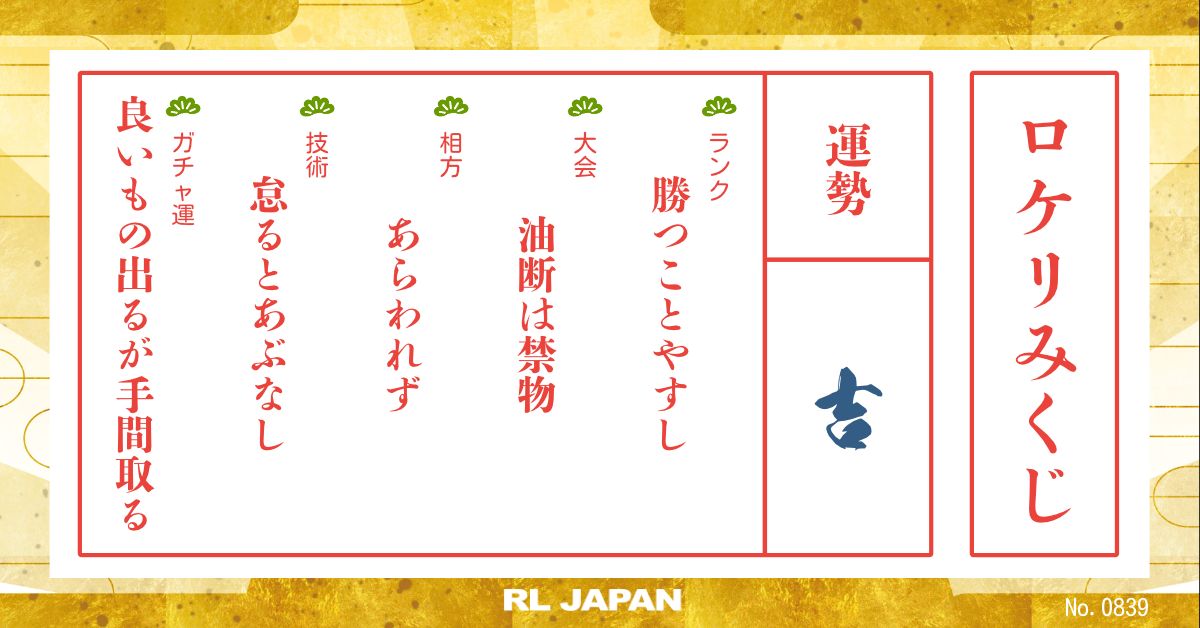 ロケリみくじ
運勢
吉
ランク
勝つことやすし
大会
油断は禁物
相方
あらわれず
技術
怠るとあぶなし
ガチャ運
良いもの出るが手間取る
RL JAPAN
No. 0839